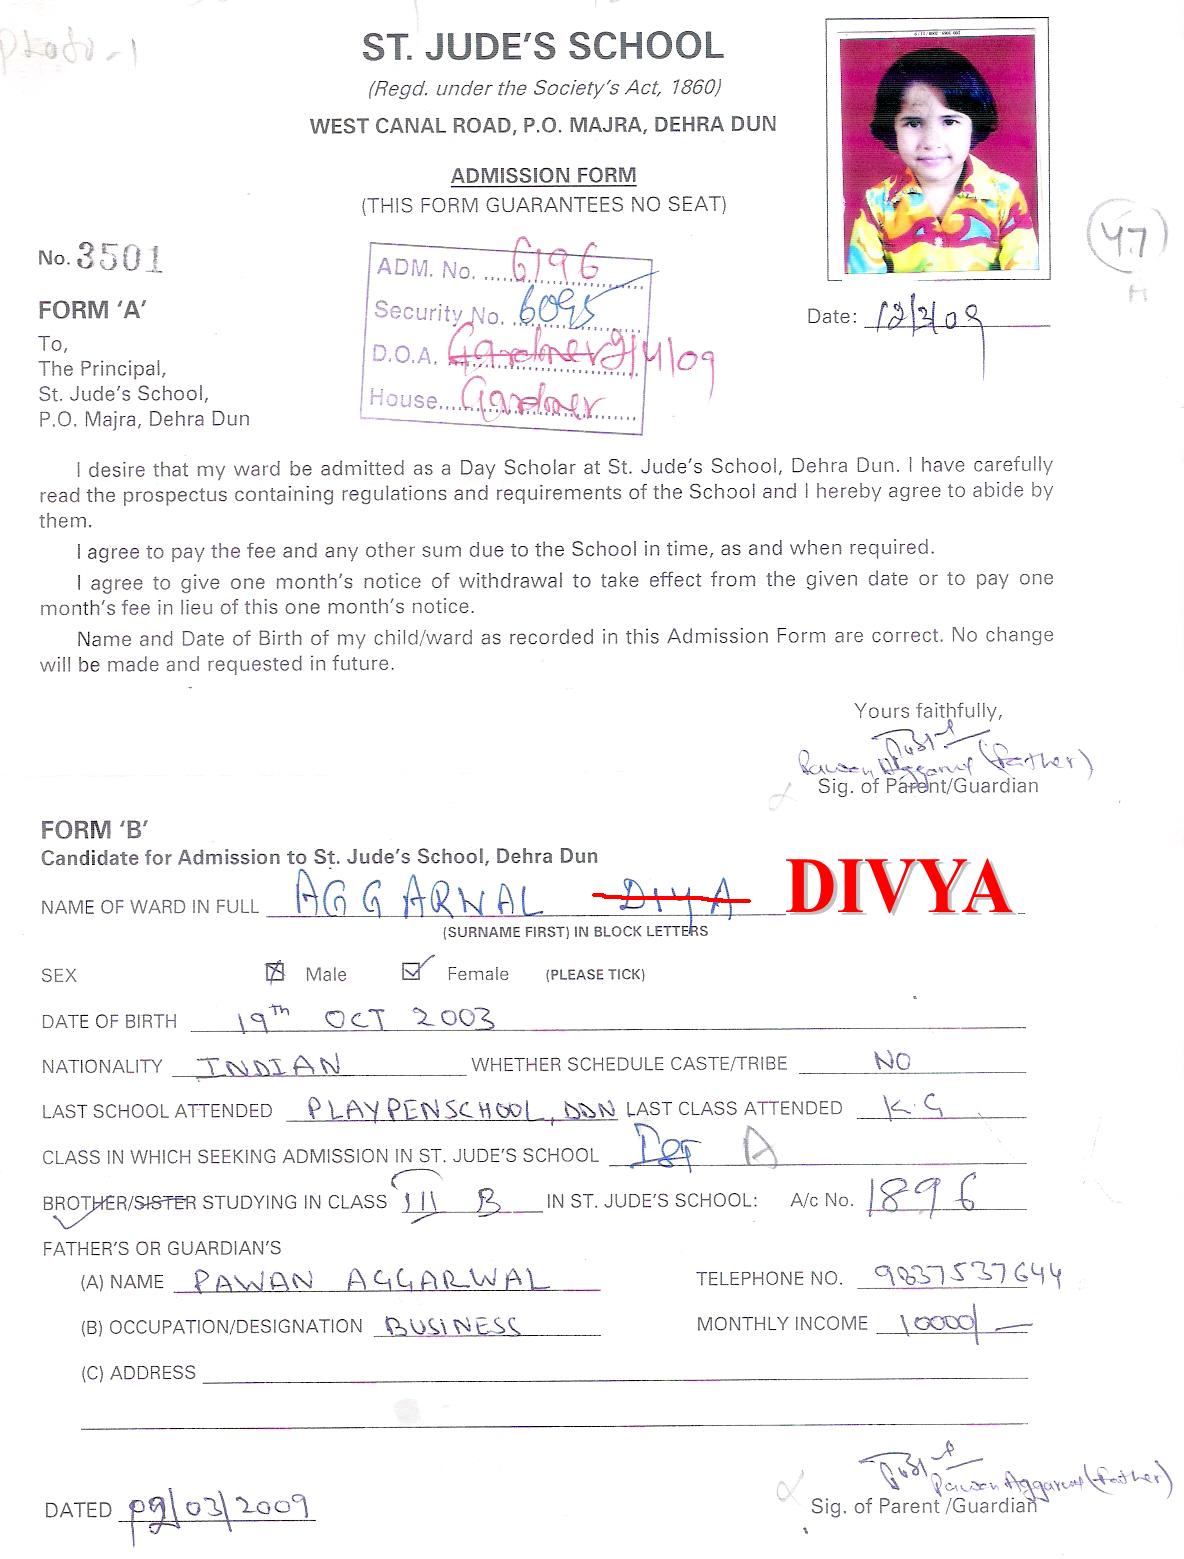 Photo-1
ST. JUDE'S SCHOOL
(Regd. under the Society's Act, 1860)
WEST CANAL ROAD, P.O. MAJRA, DEHRA DUN
ADMISSION FORM
(THIS FORM GUARANTEES NO SEAT)
No. 3501
ADM. No. 6196
Security No. 6095
D.O.A. Gardner 9/4/09
House Gardner
47
H
Date: 12/3/09
FORM 'A'
To,
The Principal,
St. Jude's School,
P.O. Majra, Dehra Dun
I desire that my ward be admitted as a Day Scholar at St. Jude's School, Dehra Dun. I have carefully
read the prospectus containing regulations and requirements of the School and I hereby agree to abide by
them.
I agree to pay the fee and any other sum due to the School in time, as and when required.
I agree to give one month's notice of withdrawal to take effect from the given date or to pay one
month's fee in lieu of this one month's notice.
Name and Date of Birth of my child/ward as recorded in this Admission Form are correct. No change
will be made and requested in future.
Yours faithfully,
Pawan Aggarwal (Father)
Sig. of Parent/Guardian
FORM 'B'
Candidate for Admission to St. Jude's School, Dehra Dun
NAME OF WARD IN FULL AGGARWAL DIYA DIVYA
(SURNAME FIRST) IN BLOCK LETTERS
SEX Male Female (PLEASE TICK)
DATE OF BIRTH 19th OCT 2003
NATIONALITY INDIAN WHETHER SCHEDULE CASTE/TRIBE NO
LAST SCHOOL ATTENDED PLAYPENSCHOOL, DDN LAST CLASS ATTENDED K.G
CLASS IN WHICH SEEKING ADMISSION IN ST. JUDE'S SCHOOL A
BROTHER/SISTER STUDYING IN CLASS III B IN ST. JUDE'S SCHOOL: A/c No. 1896
FATHER'S OR GUARDIAN'S
(A) NAME PAWAN AGGARWAL TELEPHONE NO. 9837537644
(B) OCCUPATION/DESIGNATION BUSINESS MONTHLY INCOME 10000/-
(C) ADDRESS
Pawan Aggarwal (Father)
DATED 09/03/2009 Sig. of Parent /Guardian